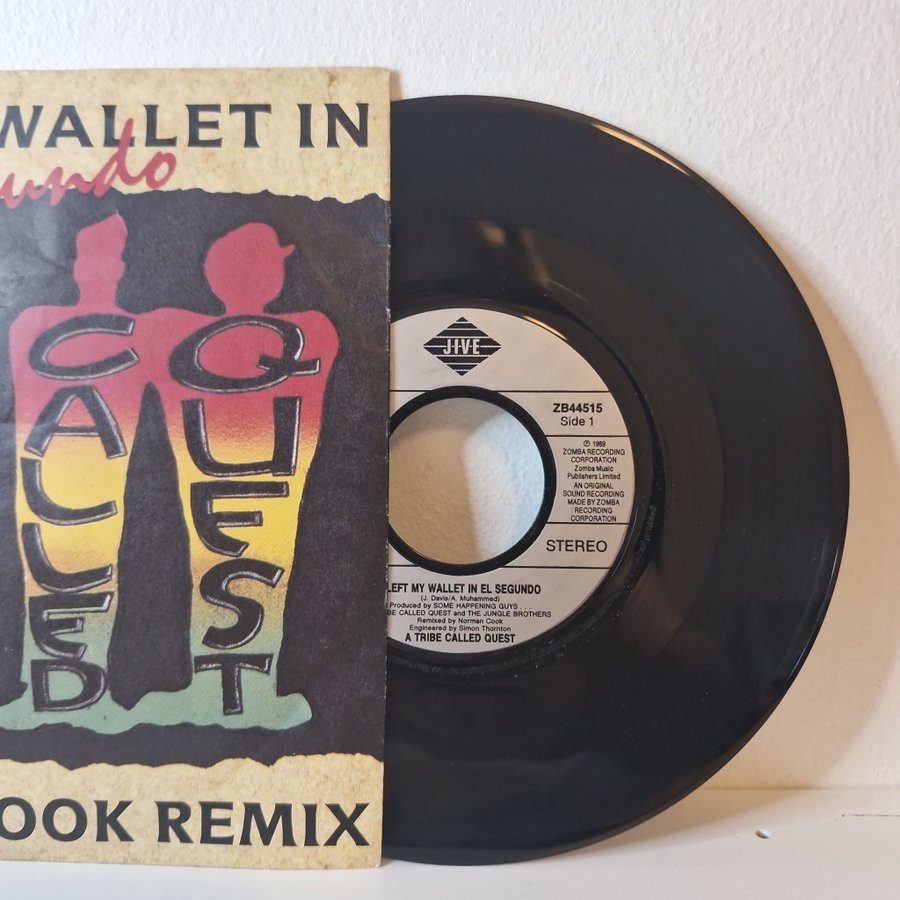 WALLET IN
undo
CALLED
QUEST
OOK REMIX
J·I·V·E
ZB44515
Side 1
℗ 1989
ZOMBA RECORDING
CORPORATION
Zomba Music
Publishers Limited
AN ORIGINAL
SOUND RECORDING
MADE BY ZOMBA
RECORDING
CORPORATION
STEREO
LEFT MY WALLET IN EL SEGUNDO
(J. Davis/A. Muhammed)
Produced by SOME HAPPENING GUYS . . .
BE CALLED QUEST and THE JUNGLE BROTHERS
Remixed by Norman Cook
Engineered by Simon Thornton
A TRIBE CALLED QUEST